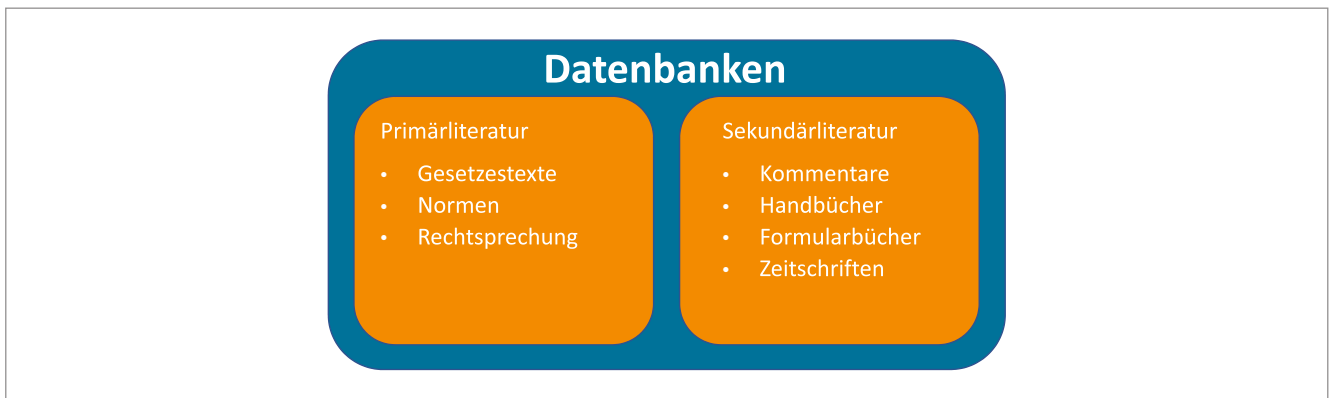 Datenbanken
Primärliteratur
• Gesetzestexte
• Normen
• Rechtsprechung
Sekundärliteratur
• Kommentare
• Handbücher
• Formularbücher
• Zeitschriften